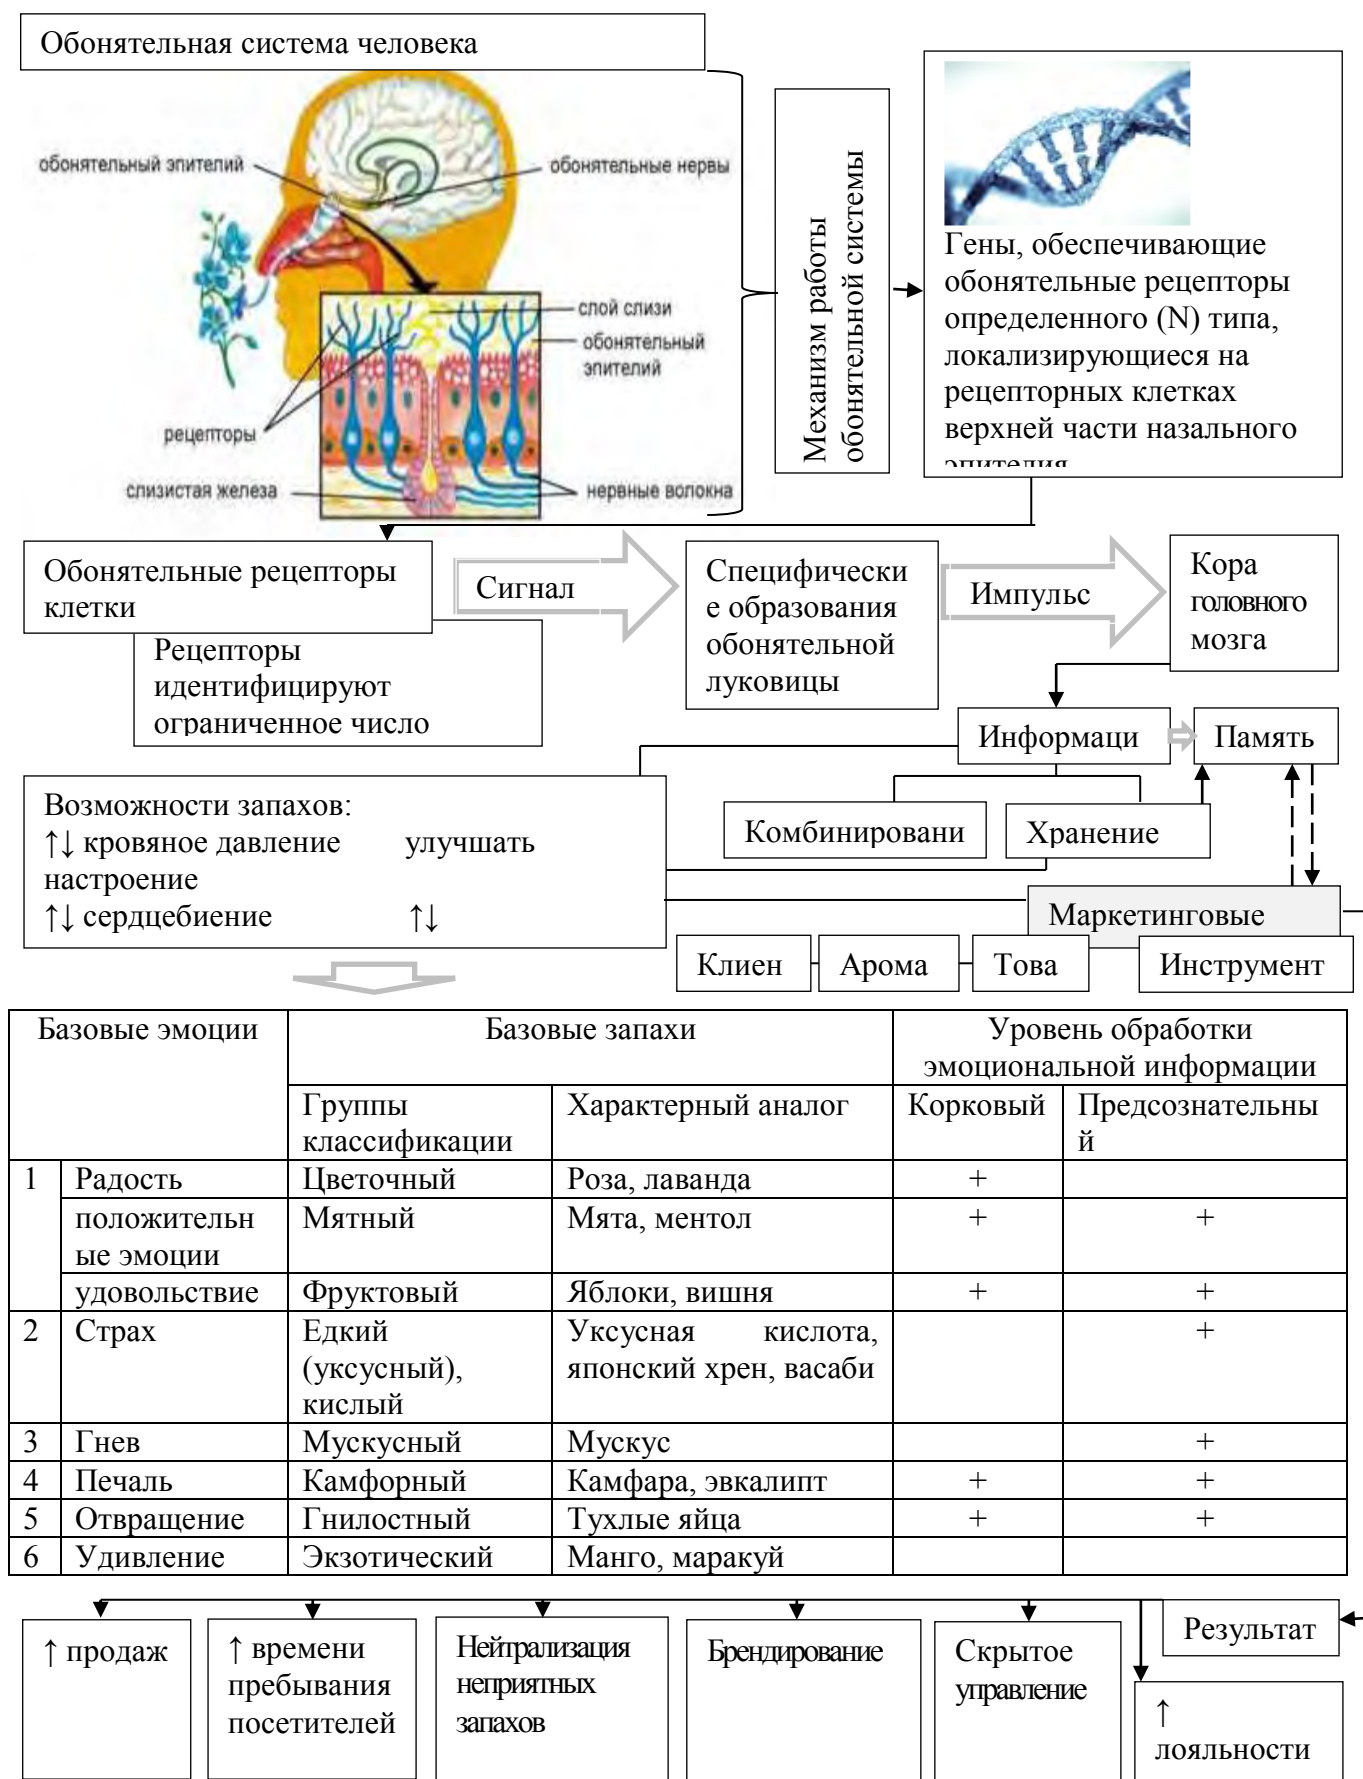 Обонятельная система человека
обонятельный эпителий
обонятельные нервы
слой слизи
обонятельный
эпителий
рецепторы
слизистая железа
нервные волокна
Механизм работы
обонятельной системы
Гены, обеспечивающие
обонятельные рецепторы
определенного (N) типа,
локализирующиеся на
рецепторных клетках
верхней части назального
эпителия
Обонятельные рецепторы
клетки
Рецепторы
идентифицируют
ограниченное число
Сигнал
Специфически
е образования
обонятельной
луковицы
Импульс
Кора
головного
мозга
Информаци
Память
Комбинировани
Хранение
Возможности запахов:
↑↓ кровяное давление улучшать
настроение
↑↓ сердцебиение ↑↓
Маркетинговые
Клиен
Арома
Това
Инструмент
Базовые эмоции
Базовые запахи
Уровень обработки
эмоциональной информации
Группы
классификации
Характерный аналог
Корковый
Предсознательны
й
1 Радость Цветочный Роза, лаванда +
положительн
ые эмоции
Мятный Мята, ментол + +
удовольствие Фруктовый Яблоки, вишня + +
2 Страх Едкий
(уксусный),
кислый
Уксусная кислота,
японский хрен, васаби
+
3 Гнев Мускусный Мускус +
4 Печаль Камфорный Камфара, эвкалипт + +
5 Отвращение Гнилостный Тухлые яйца + +
6 Удивление Экзотический Манго, маракуй
Результат
↑ продаж
↑ времени
пребывания
посетителей
Нейтрализация
неприятных
запахов
Брендирование
Скрытое
управление
↑
лояльности